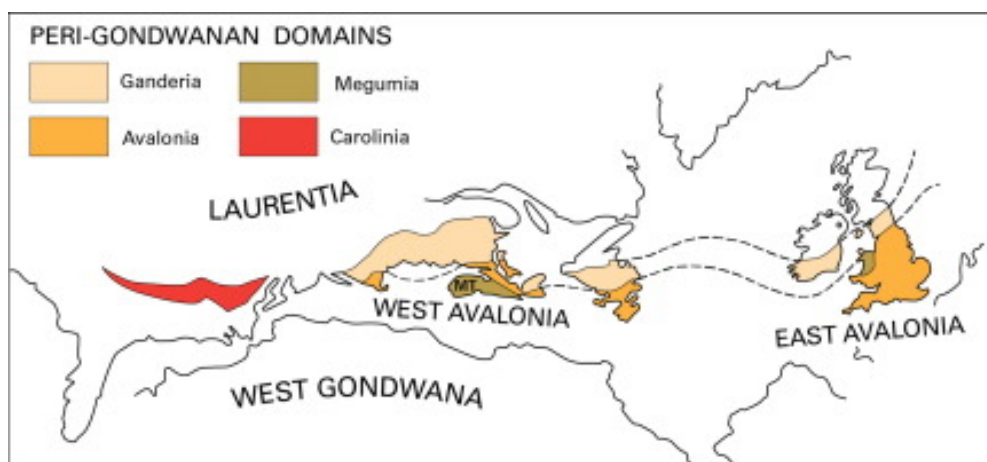 PERI-GONDWANAN DOMAINS
Ganderia
Megumia
Avalonia
Carolinia
LAURENTIA
MT
WEST AVALONIA
EAST AVALONIA
WEST GONDWANA